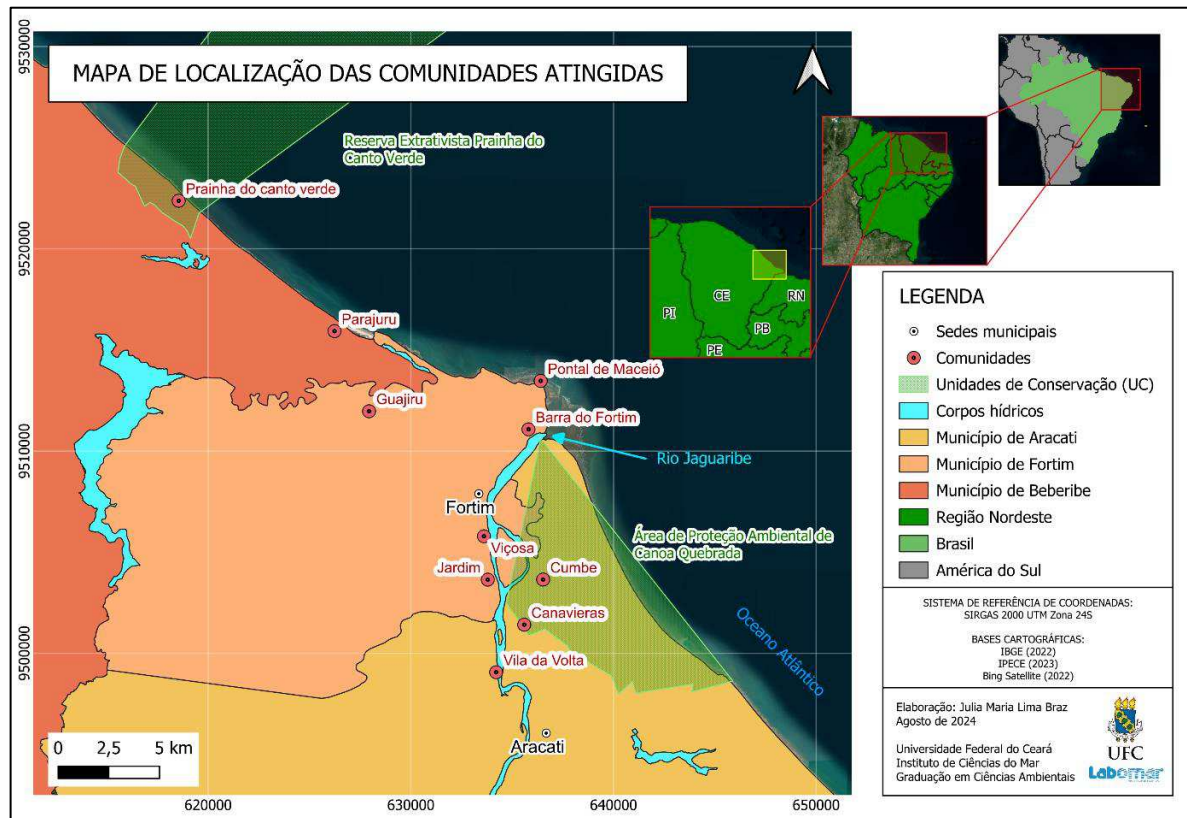 MAPA DE LOCALIZAÇÃO DAS COMUNIDADES ATINGIDAS
9530000
9520000
9510000
9500000
620000
630000
640000
650000
Reserva Extrativista Prainha do
Canto Verde
Prainha do canto verde
Parajuru
Guajiru
Pontal de Maceió
Barra do Fortim
Rio Jaguaribe
Fortim
Viçosa
Jardim
Cumbe
Canavieras
Vila da Volta
Aracati
Área de Proteção Ambiental de
Canoa Quebrada
Oceano Atlântico
0 2,5 5 km
PI
CE
RN
PB
PE
LEGENDA
Sedes municipais
Comunidades
Unidades de Conservação (UC)
Corpos hídricos
Município de Aracati
Município de Fortim
Município de Beberibe
Região Nordeste
Brasil
América do Sul
SISTEMA DE REFERÊNCIA DE COORDENADAS:
SIRGAS 2000 UTM Zona 24S
BASES CARTOGRÁFICAS:
IBGE (2022)
IPECE (2023)
Bing Satellite (2022)
Elaboração: Julia Maria Lima Braz
Agosto de 2024
Universidade Federal do Ceará
Instituto de Ciências do Mar
Graduação em Ciências Ambientais
UFC
Labomar